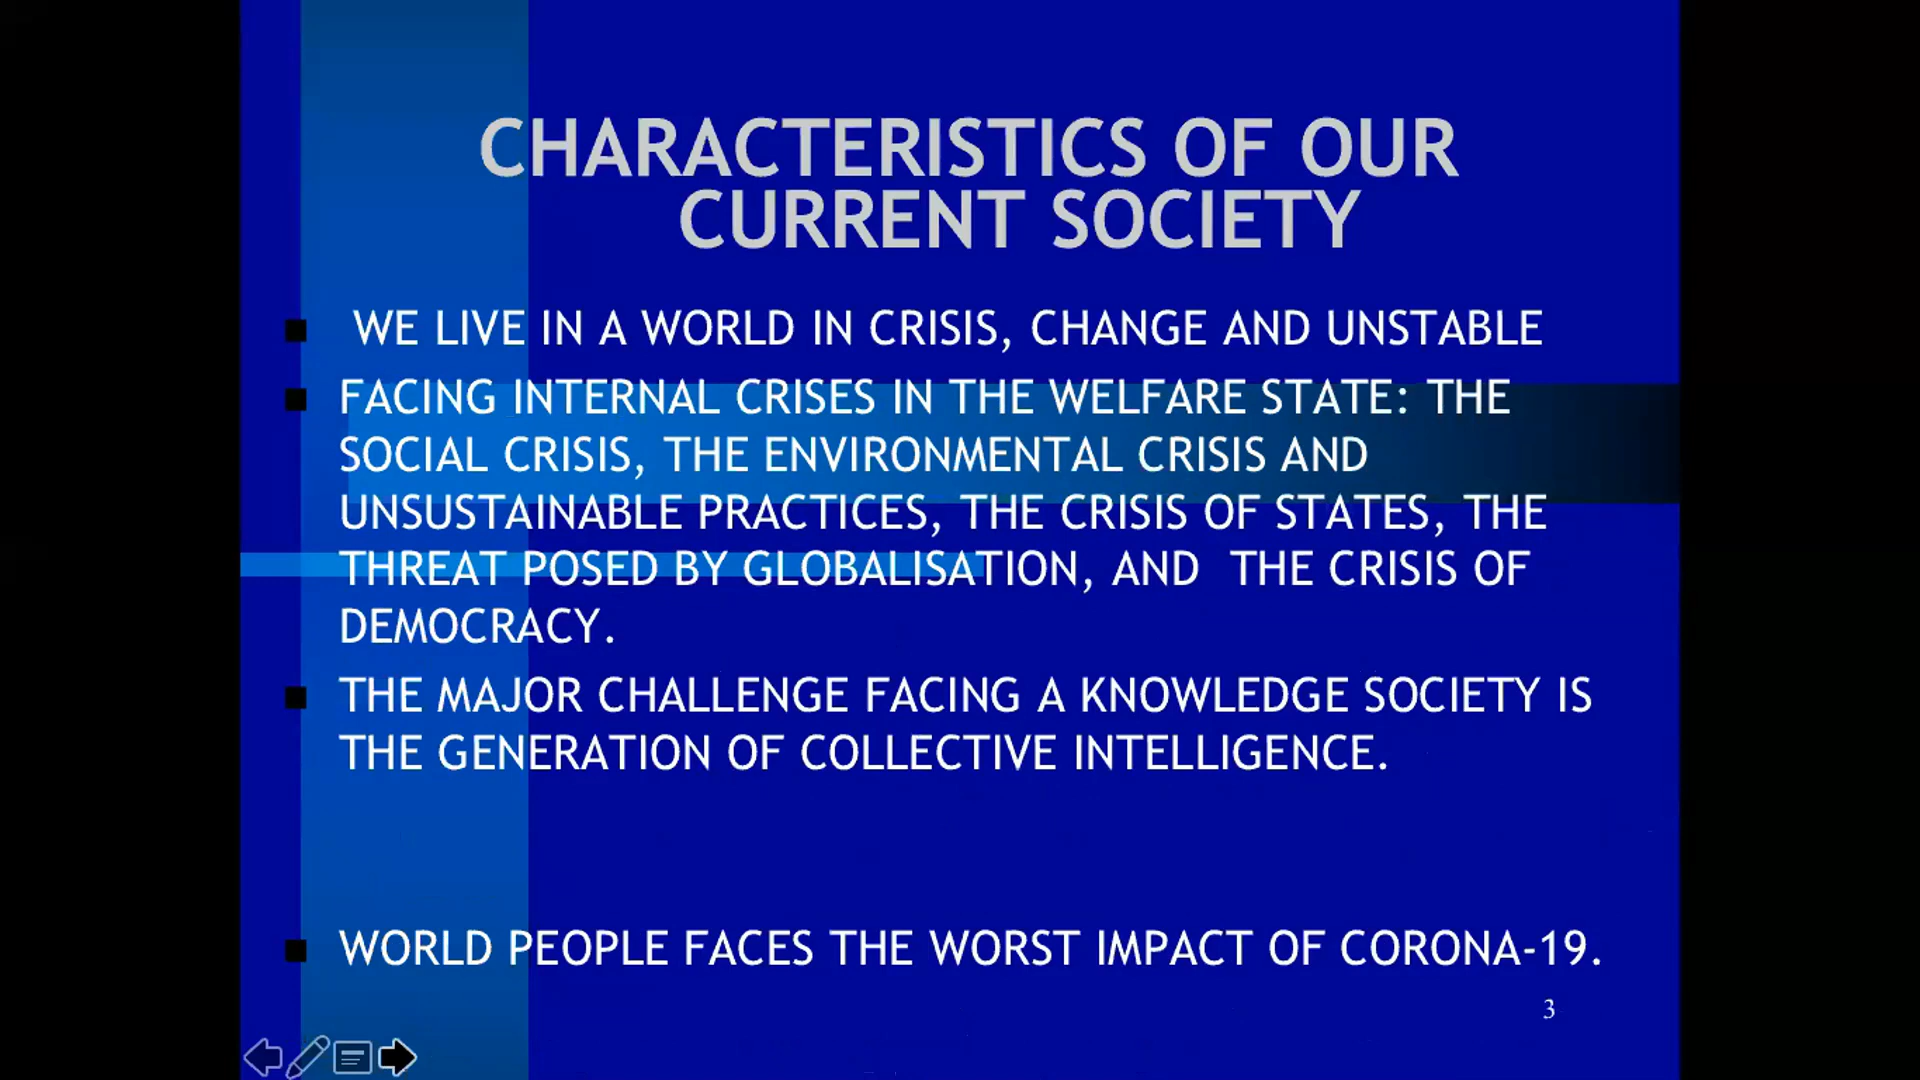 CHARACTERISTICS OF OUR
CURRENT SOCIETY
WE LIVE IN A WORLD IN CRISIS, CHANGE AND UNSTABLE
FACING INTERNAL CRISES IN THE WELFARE STATE: THE
SOCIAL CRISIS, THE ENVIRONMENTAL CRISIS AND
UNSUSTAINABLE PRACTICES, THE CRISIS OF STATES, THE
THREAT POSED BY GLOBALISATION, AND  THE CRISIS OF
DEMOCRACY.
THE MAJOR CHALLENGE FACING A KNOWLEDGE SOCIETY IS
THE GENERATION OF COLLECTIVE INTELLIGENCE.
WORLD PEOPLE FACES THE WORST IMPACT OF CORONA-19.
3